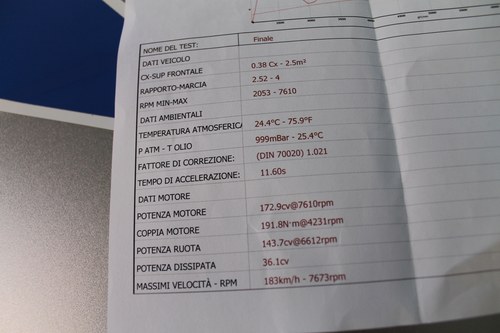 NOME DEL TEST: Finale
DATI VEICOLO
CX-SUP FRONTALE 0.38 Cx - 2.5m²
RAPPORTO-MARCIA 2.52 - 4
RPM MIN-MAX 2053 - 7610
DATI AMBIENTALI
TEMPERATURA ATMOSFERICA 24.4°C - 75.9°F
P ATM - T OLIO 999mBar - 25.4°C
FATTORE DI CORREZIONE: (DIN 70020) 1.021
TEMPO DI ACCELERAZIONE: 11.60s
DATI MOTORE
POTENZA MOTORE 172.9cv@7610rpm
COPPIA MOTORE 191.8N·m@4231rpm
POTENZA RUOTA 143.7cv@6612rpm
POTENZA DISSIPATA 36.1cv
MASSIMI VELOCITÀ - RPM 183km/h - 7673rpm